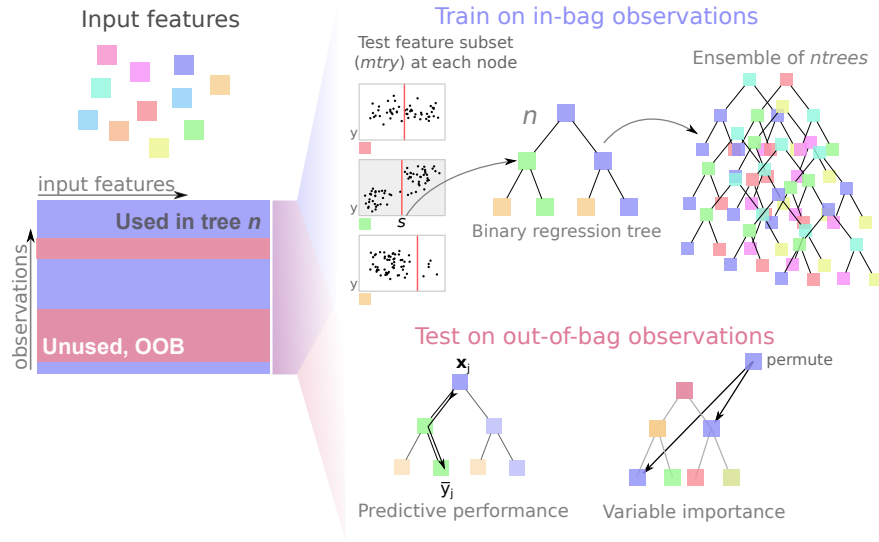 Input features
input features
observations
Used in tree n
Unused, OOB
Train on in-bag observations
Test feature subset
(mtry) at each node
y
y
s
y
n
Binary regression tree
Ensemble of ntrees
Test on out-of-bag observations
xj
ȳj
Predictive performance
permute
Variable importance